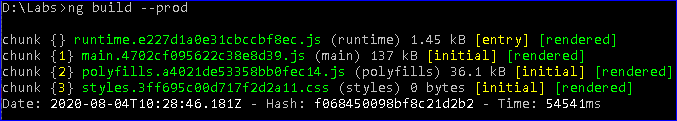 D:\Labs>ng build --prod
chunk {} runtime.e227d1a0e31cbccbf8ec.js (runtime) 1.45 kB [entry] [rendered]
chunk {1} main.4702cf095622c38e8d39.js (main) 137 kB [initial] [rendered]
chunk {2} polyfills.a4021de53358bb0fec14.js (polyfills) 36.1 kB [initial] [rendered]
chunk {3} styles.3ff695c00d717f2d2a11.css (styles) 0 bytes [initial] [rendered]
Date: 2020-08-04T10:28:46.181Z - Hash: f068450098bf8c21d2b2 - Time: 54541ms